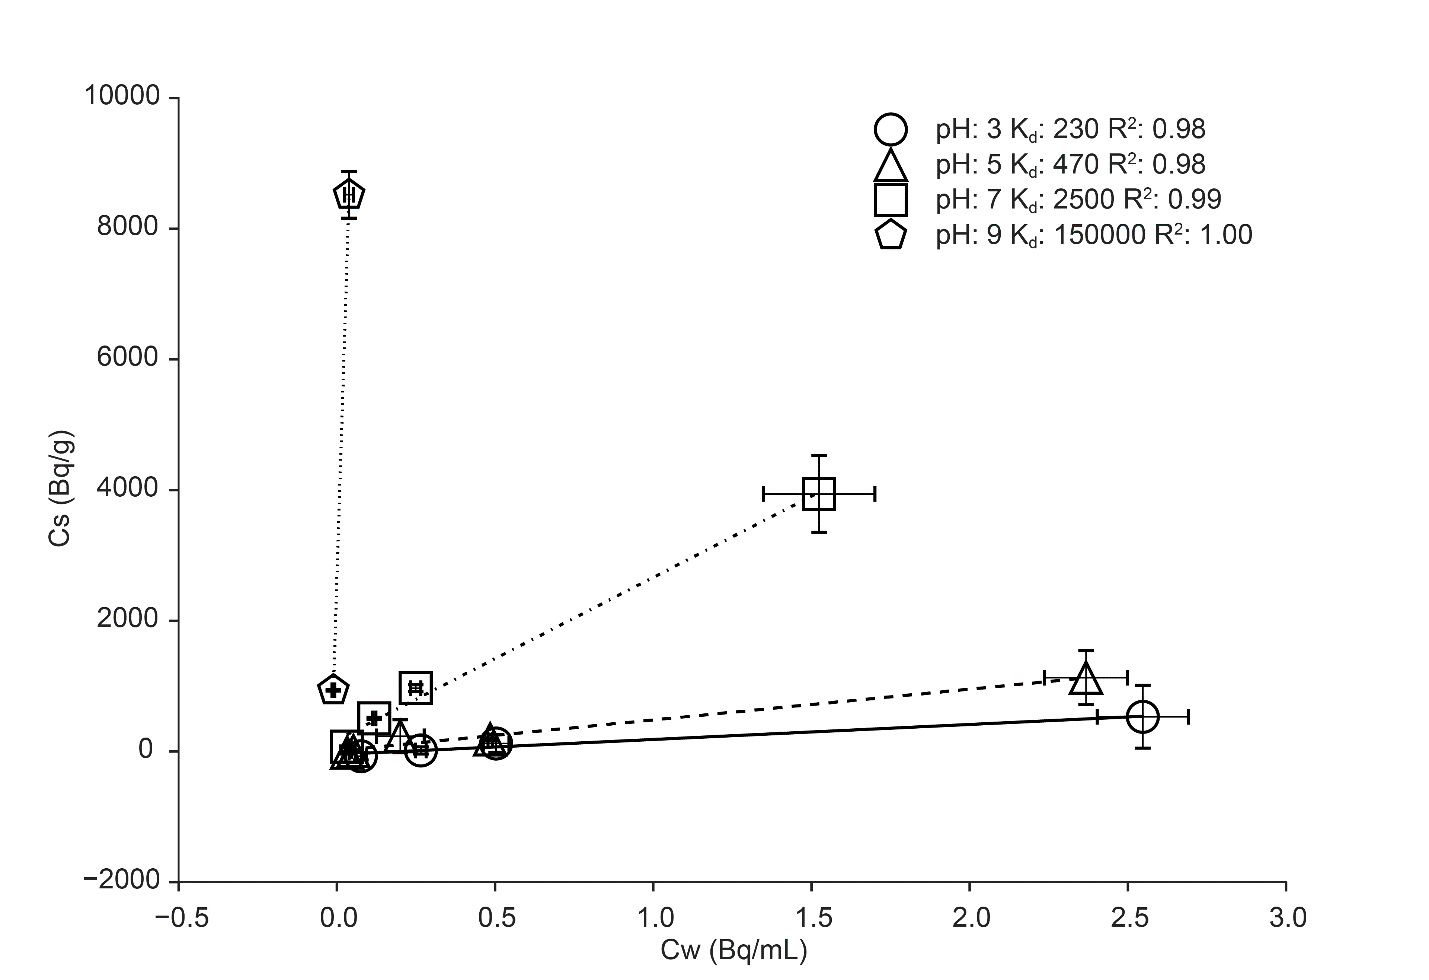 10000
8000
6000
4000
2000
0
−2000
Cs (Bq/g)
pH: 3 Kd: 230 R²: 0.98
pH: 5 Kd: 470 R²: 0.98
pH: 7 Kd: 2500 R²: 0.99
pH: 9 Kd: 150000 R²: 1.00
−0.5 0.0 0.5 1.0 1.5 2.0 2.5 3.0
Cw (Bq/mL)